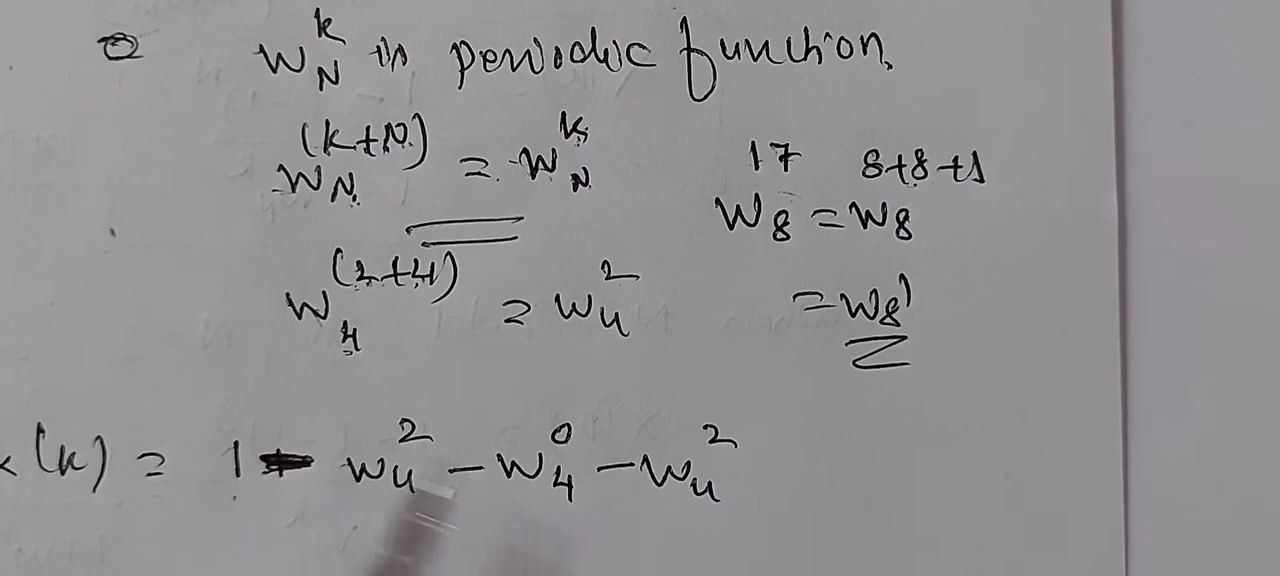 W_N^k is periodic function.
W_N^(k+N) = W_N^k
W_8^17 = W_8^8+8+1
W_4^(2+4) = W_4^2
= W_8^1
x(k) = 1 - W_4^2 - W_4^0 - W_4^2